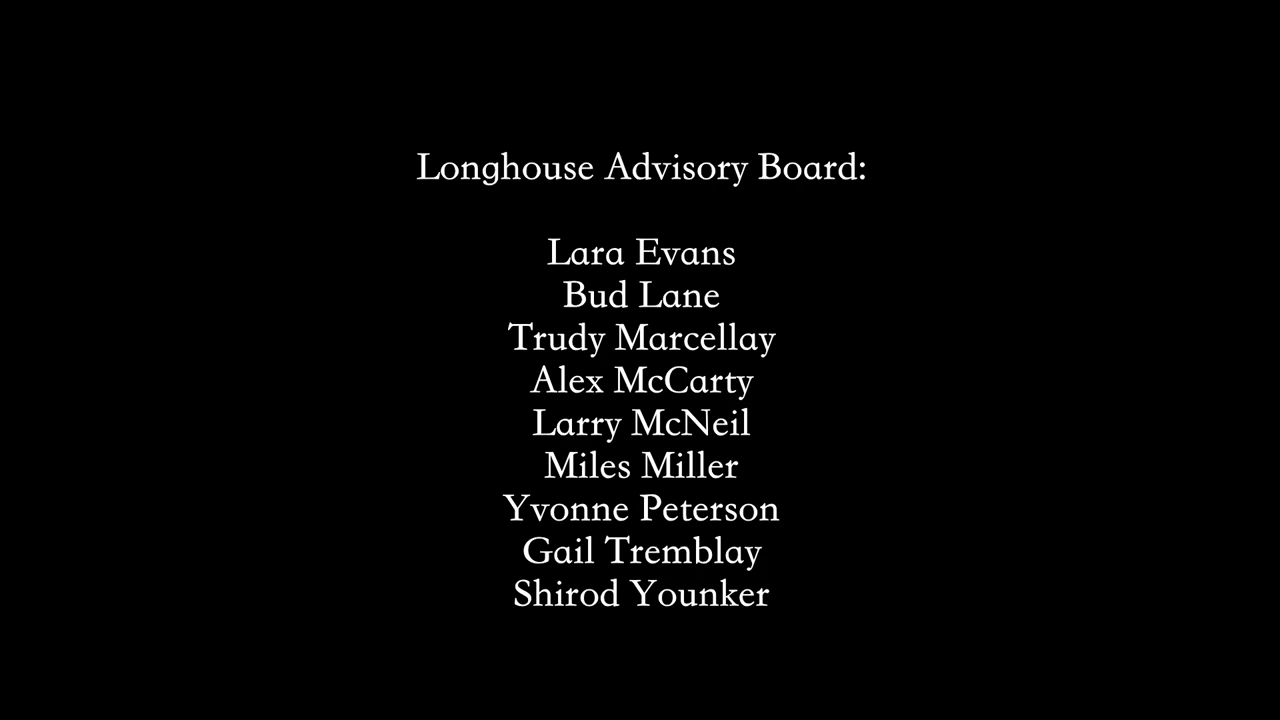 Longhouse Advisory Board:
Lara Evans
Bud Lane
Trudy Marcellay
Alex McCarty
Larry McNeil
Miles Miller
Yvonne Peterson
Gail Tremblay
Shirod Younker